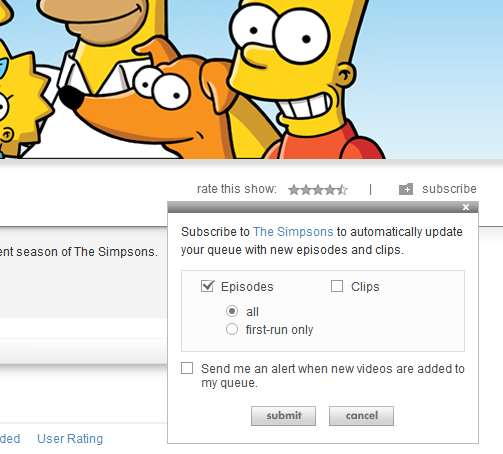 rate this show: | subscribe
x
Subscribe to The Simpsons to automatically update
your queue with new episodes and clips.
ent season of The Simpsons.
Episodes Clips
all
first-run only
Send me an alert when new videos are added to
my queue.
submit cancel
ded User Rating